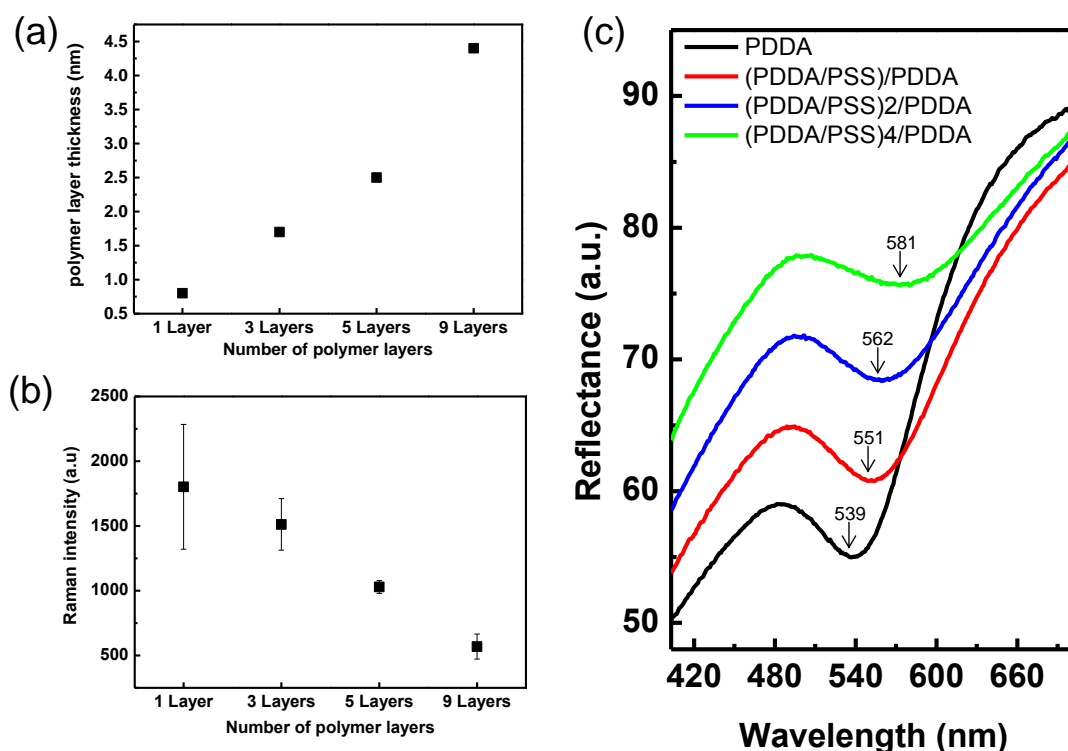 (a)
4.5
4.0
3.5
3.0
2.5
2.0
1.5
1.0
0.5
polymer layer thickness (nm)
1 Layer 3 Layers 5 Layers 9 Layers
Number of polymer layers
(b)
2500
2000
1500
1000
500
Raman intensity (a.u)
1 Layer 3 Layers 5 Layers 9 Layers
Number of polymer layers
(c)
PDDA
(PDDA/PSS)/PDDA
(PDDA/PSS)2/PDDA
(PDDA/PSS)4/PDDA
90
80
70
60
50
Reflectance (a.u.)
581
562
551
539
420 480 540 600 660
Wavelength (nm)